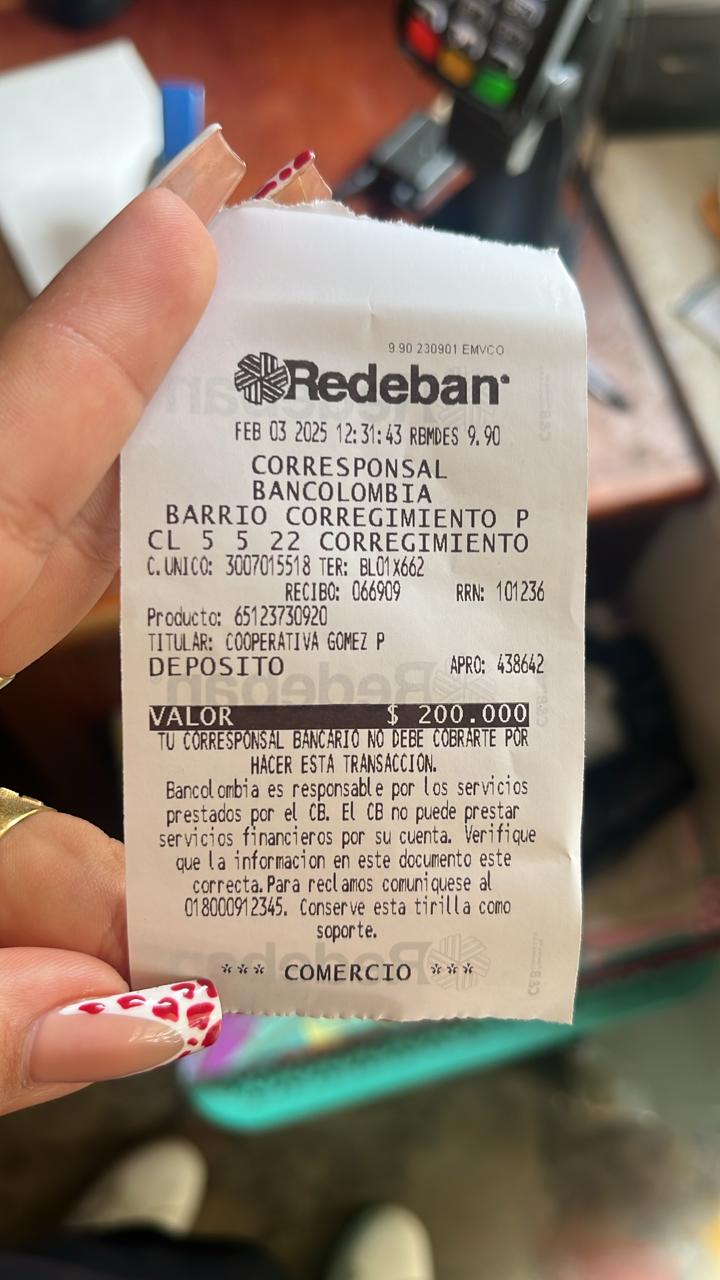 9.90 230901 EMVCO
Redeban
FEB 03 2025 12:31:43 RBMDES 9.90
CORRESPONSAL
BANCOLOMBIA
BARRIO CORREGIMIENTO P
CL 5 5 22 CORREGIMIENTO
C.UNICO: 3007015518 TER: BL01X662
RECIBO: 066909 RRN: 101236
Producto: 65123730920
TITULAR: COOPERATIVA GOMEZ P
DEPOSITO APRO: 438642
VALOR $ 200.000
TU CORRESPONSAL BANCARIO NO DEBE COBRARTE POR
HACER ESTA TRANSACCION.
Bancolombia es responsable por los servicios
prestados por el CB. El CB no puede prestar
servicios financieros por su cuenta. Verifique
que la informacion en este documento este
correcta.Para reclamos comuniquese al
018000912345. Conserve esta tirilla como
soporte.
*** COMERCIO ***